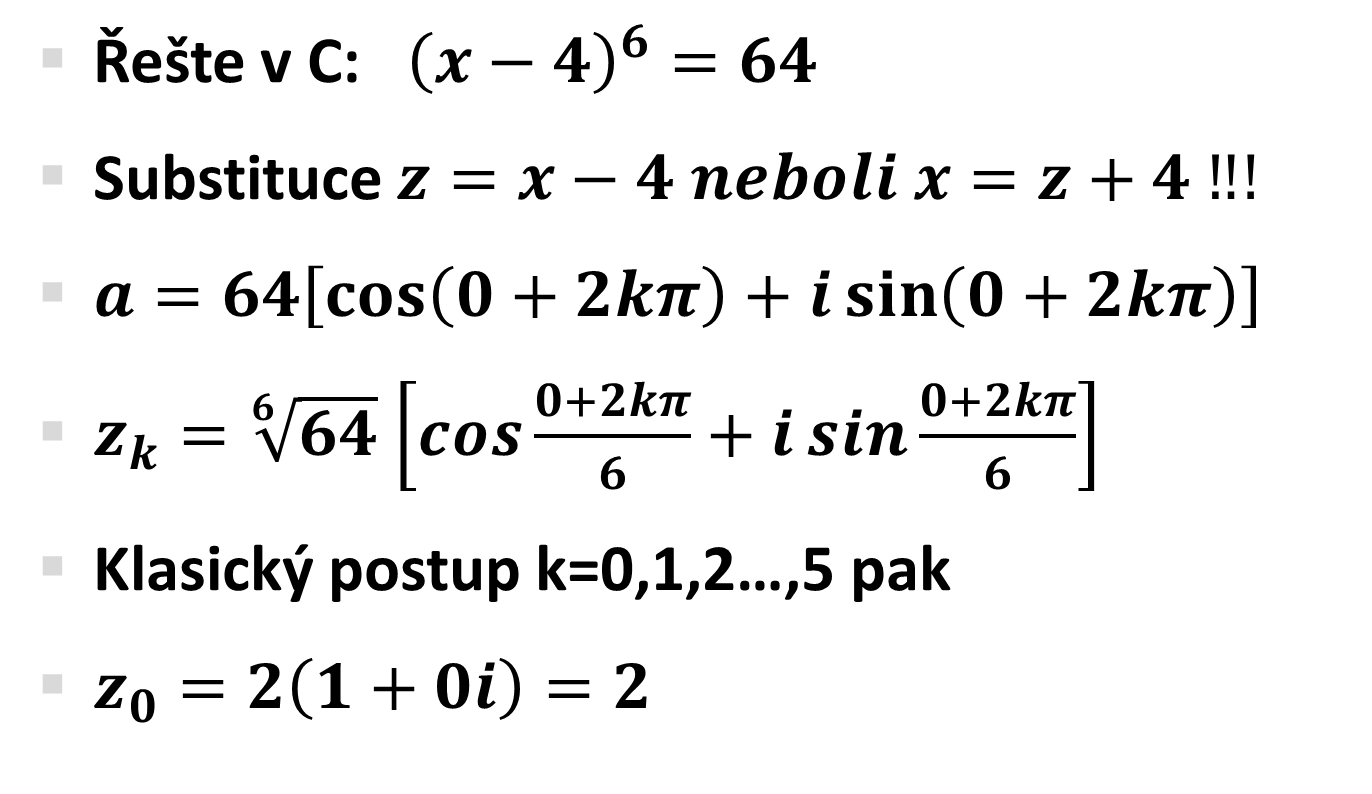 ▪ Řešte v C: (x − 4)⁶ = 64
▪ Substituce z = x − 4 neboli x = z + 4 !!!
▪ a = 64[cos(0 + 2kπ) + i sin(0 + 2kπ)]
▪ zₖ = ⁶√64 [cos (0+2kπ)/6 + i sin (0+2kπ)/6]
▪ Klasický postup k=0,1,2…,5 pak
▪ z₀ = 2(1 + 0i) = 2